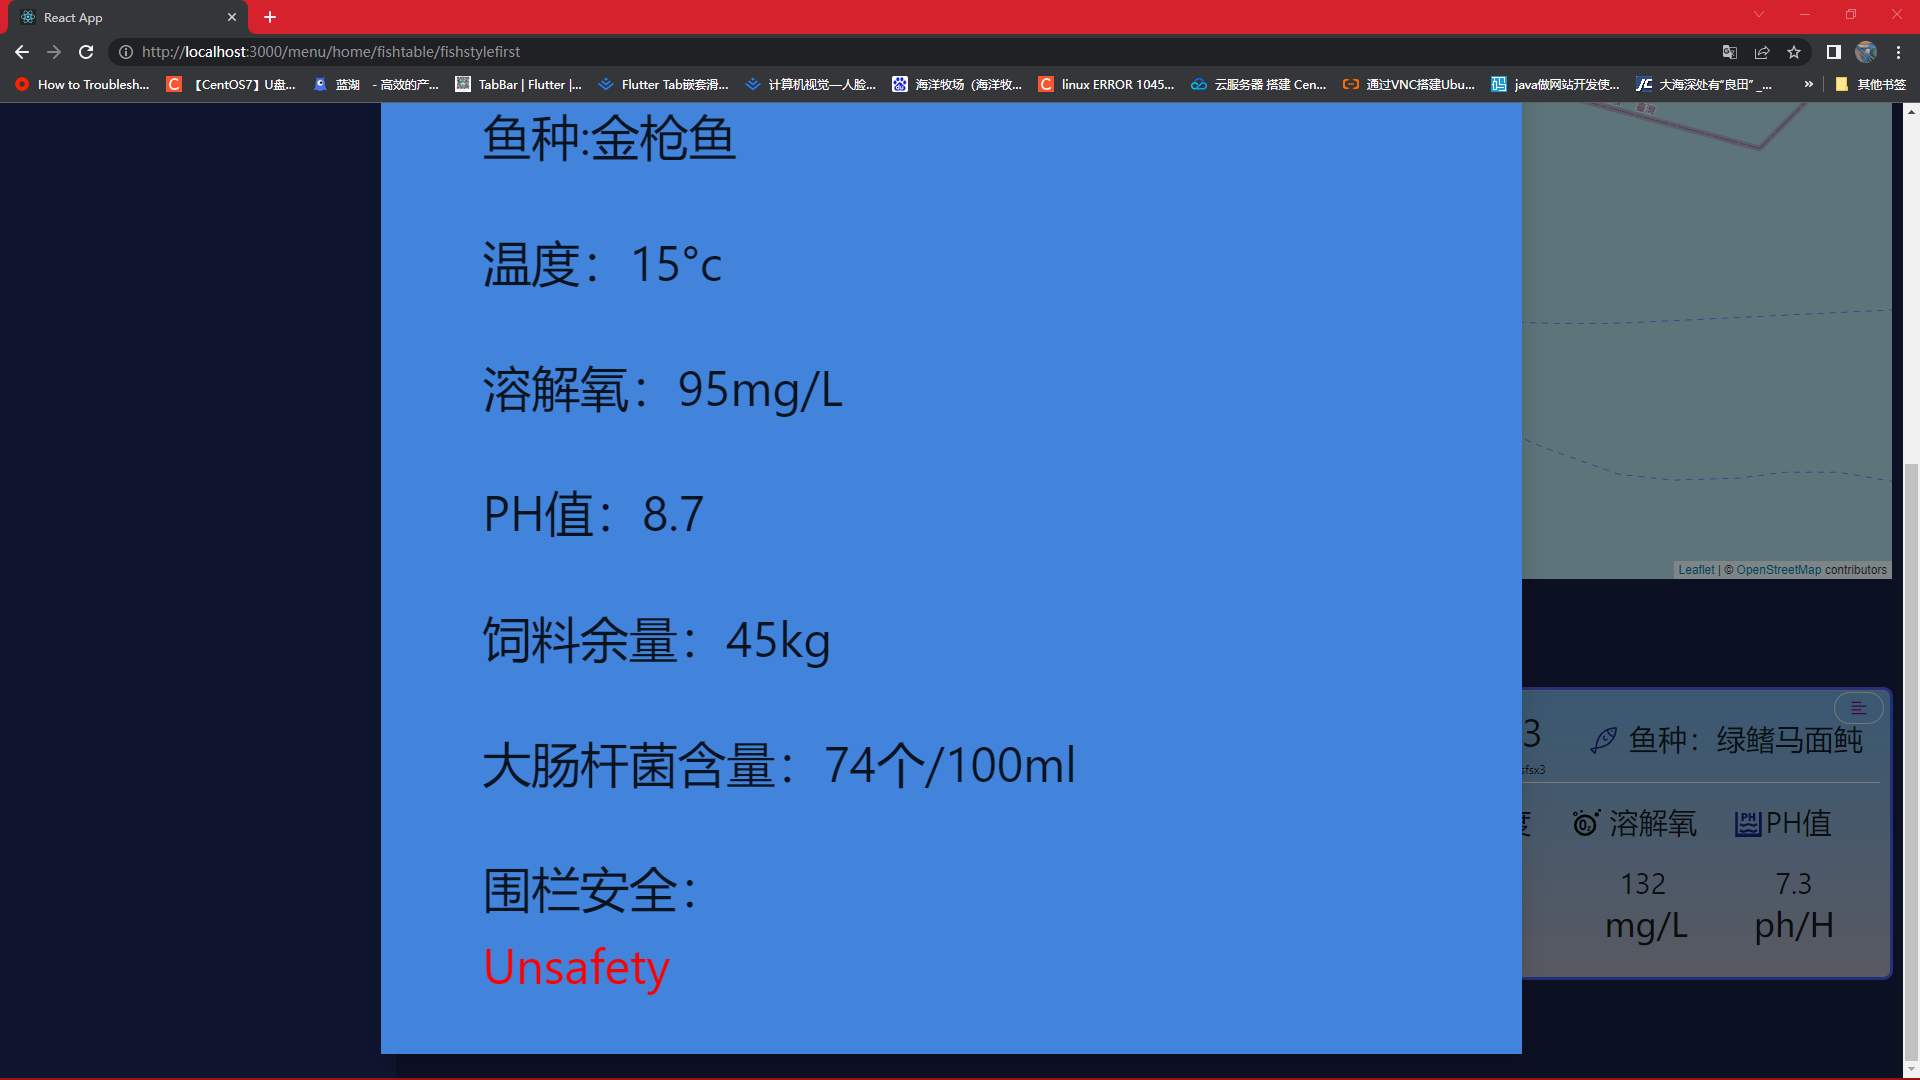 React App
http://localhost:3000/menu/home/fishtable/fishstylefirst
How to Troublesh...
【CentOS7】U盘...
蓝湖 - 高效的产...
TabBar | Flutter |...
Flutter Tab嵌套滑...
计算机视觉—人脸...
海洋牧场（海洋牧...
linux ERROR 1045...
云服务器 搭建 Cen...
通过VNC搭建Ubu...
java做网站开发使...
大海深处有“良田” _...
»
其他书签
鱼种:金枪鱼
温度：15°c
溶解氧：95mg/L
PH值：8.7
饲料余量：45kg
大肠杆菌含量：74个/100ml
围栏安全：
Unsafety
Leaflet | © OpenStreetMap contributors
3
鱼种：绿鳍马面鲀
sfsx3
度
溶解氧
PH值
132
7.3
mg/L
ph/H